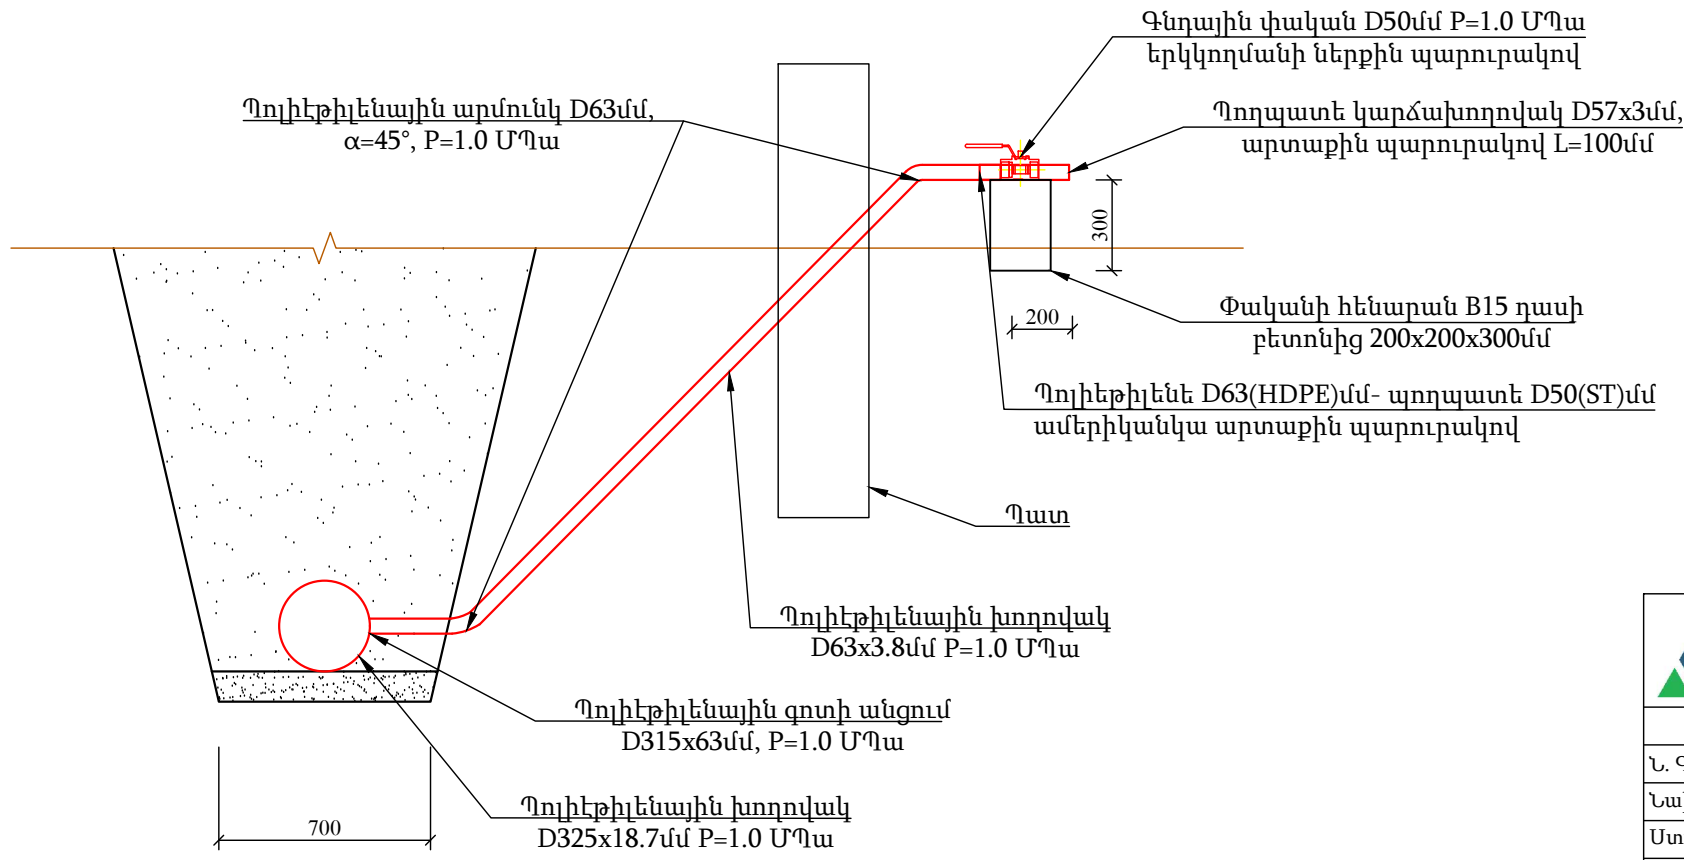 Գնդային փական D50մմ P=1.0 ՄՊա
երկկողմանի ներքին պարուրակով
Պոլիէթիլենային արմունկ D63մմ,
α=45°, P=1.0 ՄՊա
Պողպատե կարճախողովակ D57x3մմ,
արտաքին պարուրակով L=100մմ
300
200
Փականի հենարան B15 դասի
բետոնից 200x200x300մմ
Պոլիեթիլենե D63(HDPE)մմ- պողպատե D50(ST)մմ
ամերիկանկա արտաքին պարուրակով
Պատ
Պոլիէթիլենային խողովակ
D63x3.8մմ P=1.0 ՄՊա
Պոլիէթիլենային գոտի անցում
D315x63մմ, P=1.0 ՄՊա
Պոլիէթիլենային խողովակ
D325x18.7մմ P=1.0 ՄՊա
700
Ն.